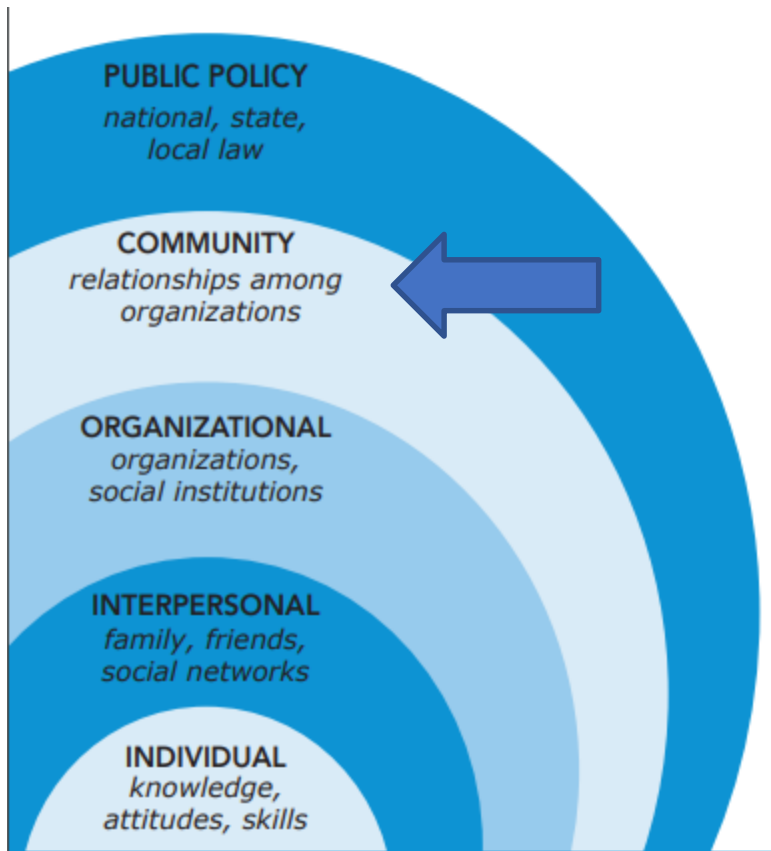 PUBLIC POLICY
national, state,
local law
COMMUNITY
relationships among
organizations
ORGANIZATIONAL
organizations,
social institutions
INTERPERSONAL
family, friends,
social networks
INDIVIDUAL
knowledge,
attitudes, skills